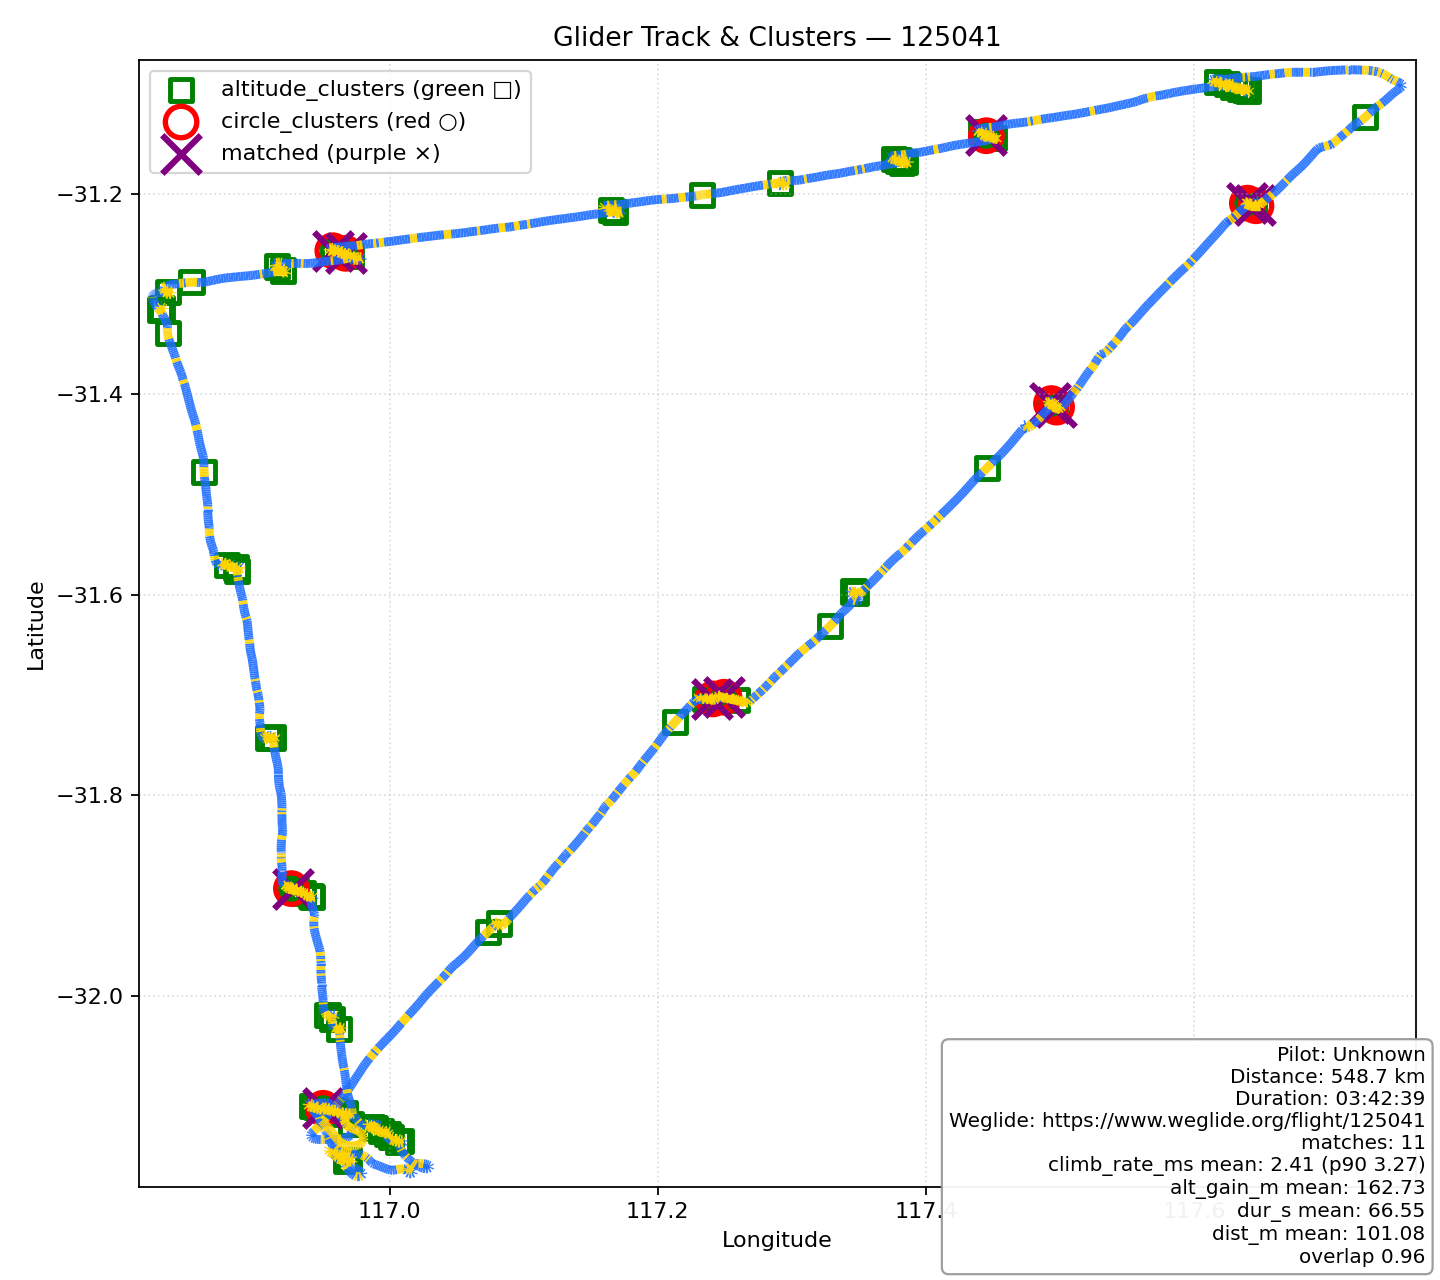 Glider Track & Clusters — 125041
altitude_clusters (green □)
circle_clusters (red ○)
matched (purple ×)
−31.2
−31.4
−31.6
−31.8
−32.0
Latitude
117.0
117.2
117.4
117.6
Longitude
Pilot: Unknown
Distance: 548.7 km
Duration: 03:42:39
Weglide: https://www.weglide.org/flight/125041
matches: 11
climb_rate_ms mean: 2.41 (p90 3.27)
alt_gain_m mean: 162.73
dur_s mean: 66.55
dist_m mean: 101.08
overlap 0.96